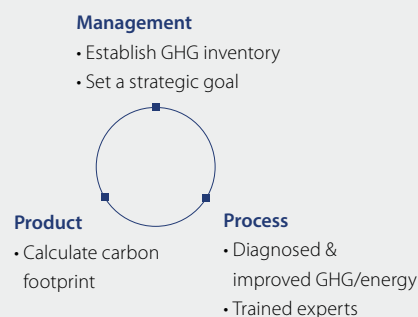 Management
• Establish GHG inventory
• Set a strategic goal
Product
• Calculate carbon
footprint
Process
• Diagnosed &
improved GHG/energy
• Trained experts